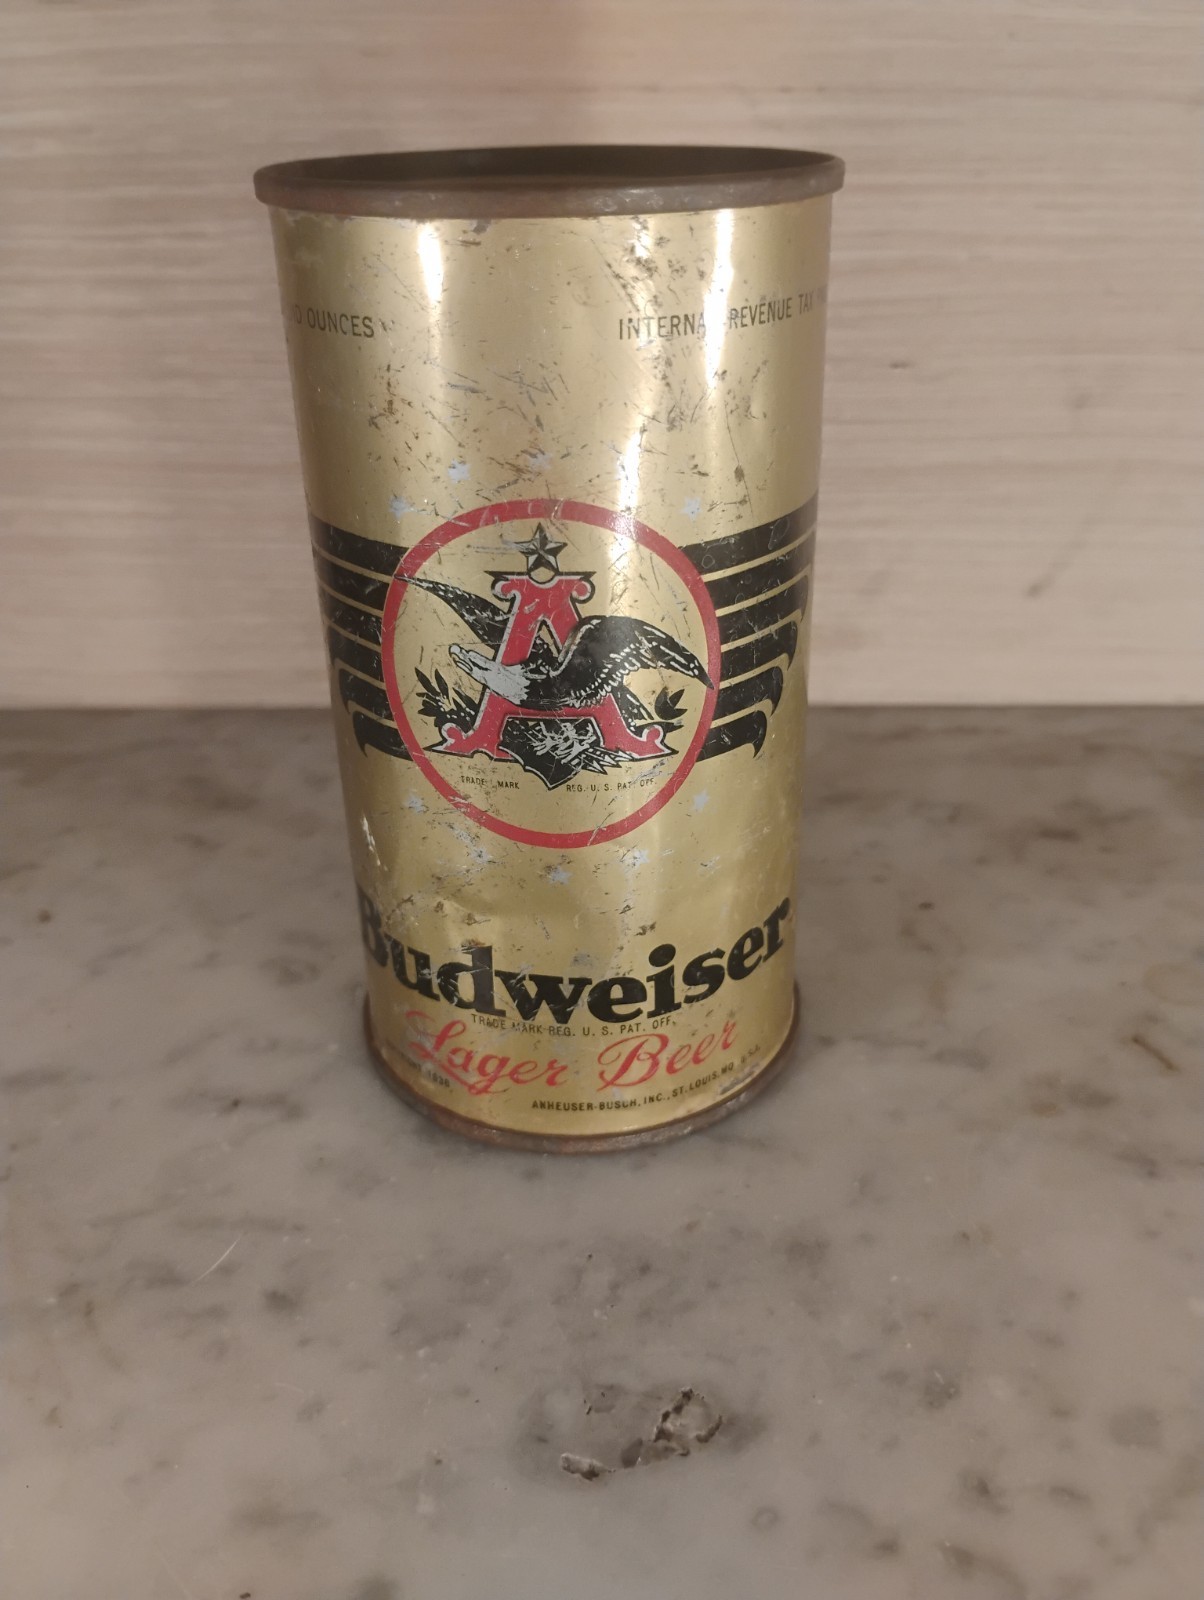 OUNCES
INTERNAL REVENUE TAX
A
TRADE MARK REG. U. S. PAT. OFF.
Budweiser
TRADE MARK REG. U. S. PAT. OFF.
Lager Beer
ANHEUSER-BUSCH, INC., ST. LOUIS, MO. U.S.A.